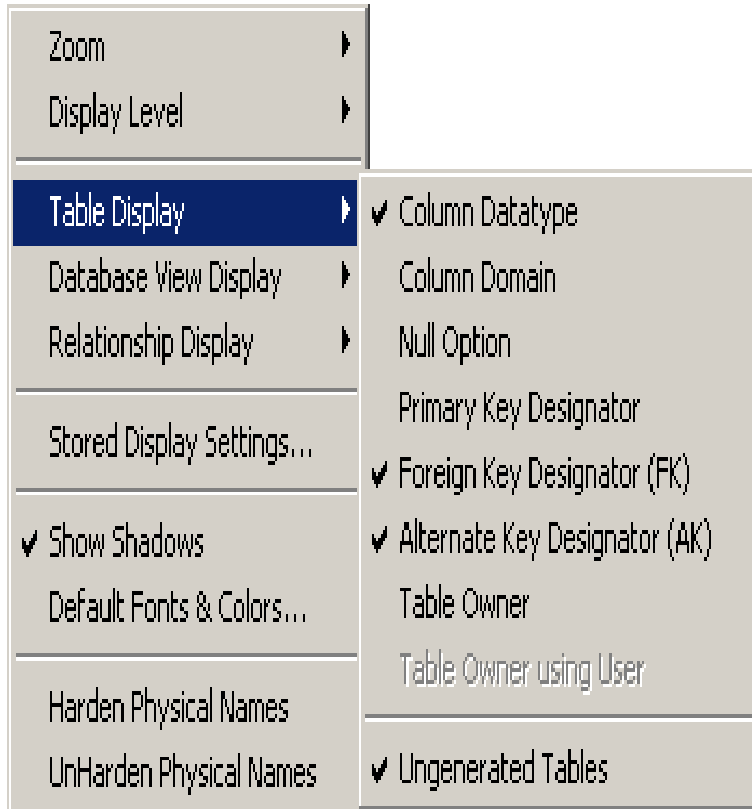 Zoom
Display Level
Table Display
Database View Display
Relationship Display
Stored Display Settings...
Show Shadows
Default Fonts & Colors...
Harden Physical Names
UnHarden Physical Names
Column Datatype
Column Domain
Null Option
Primary Key Designator
Foreign Key Designator (FK)
Alternate Key Designator (AK)
Table Owner
Table Owner using User
Ungenerated Tables